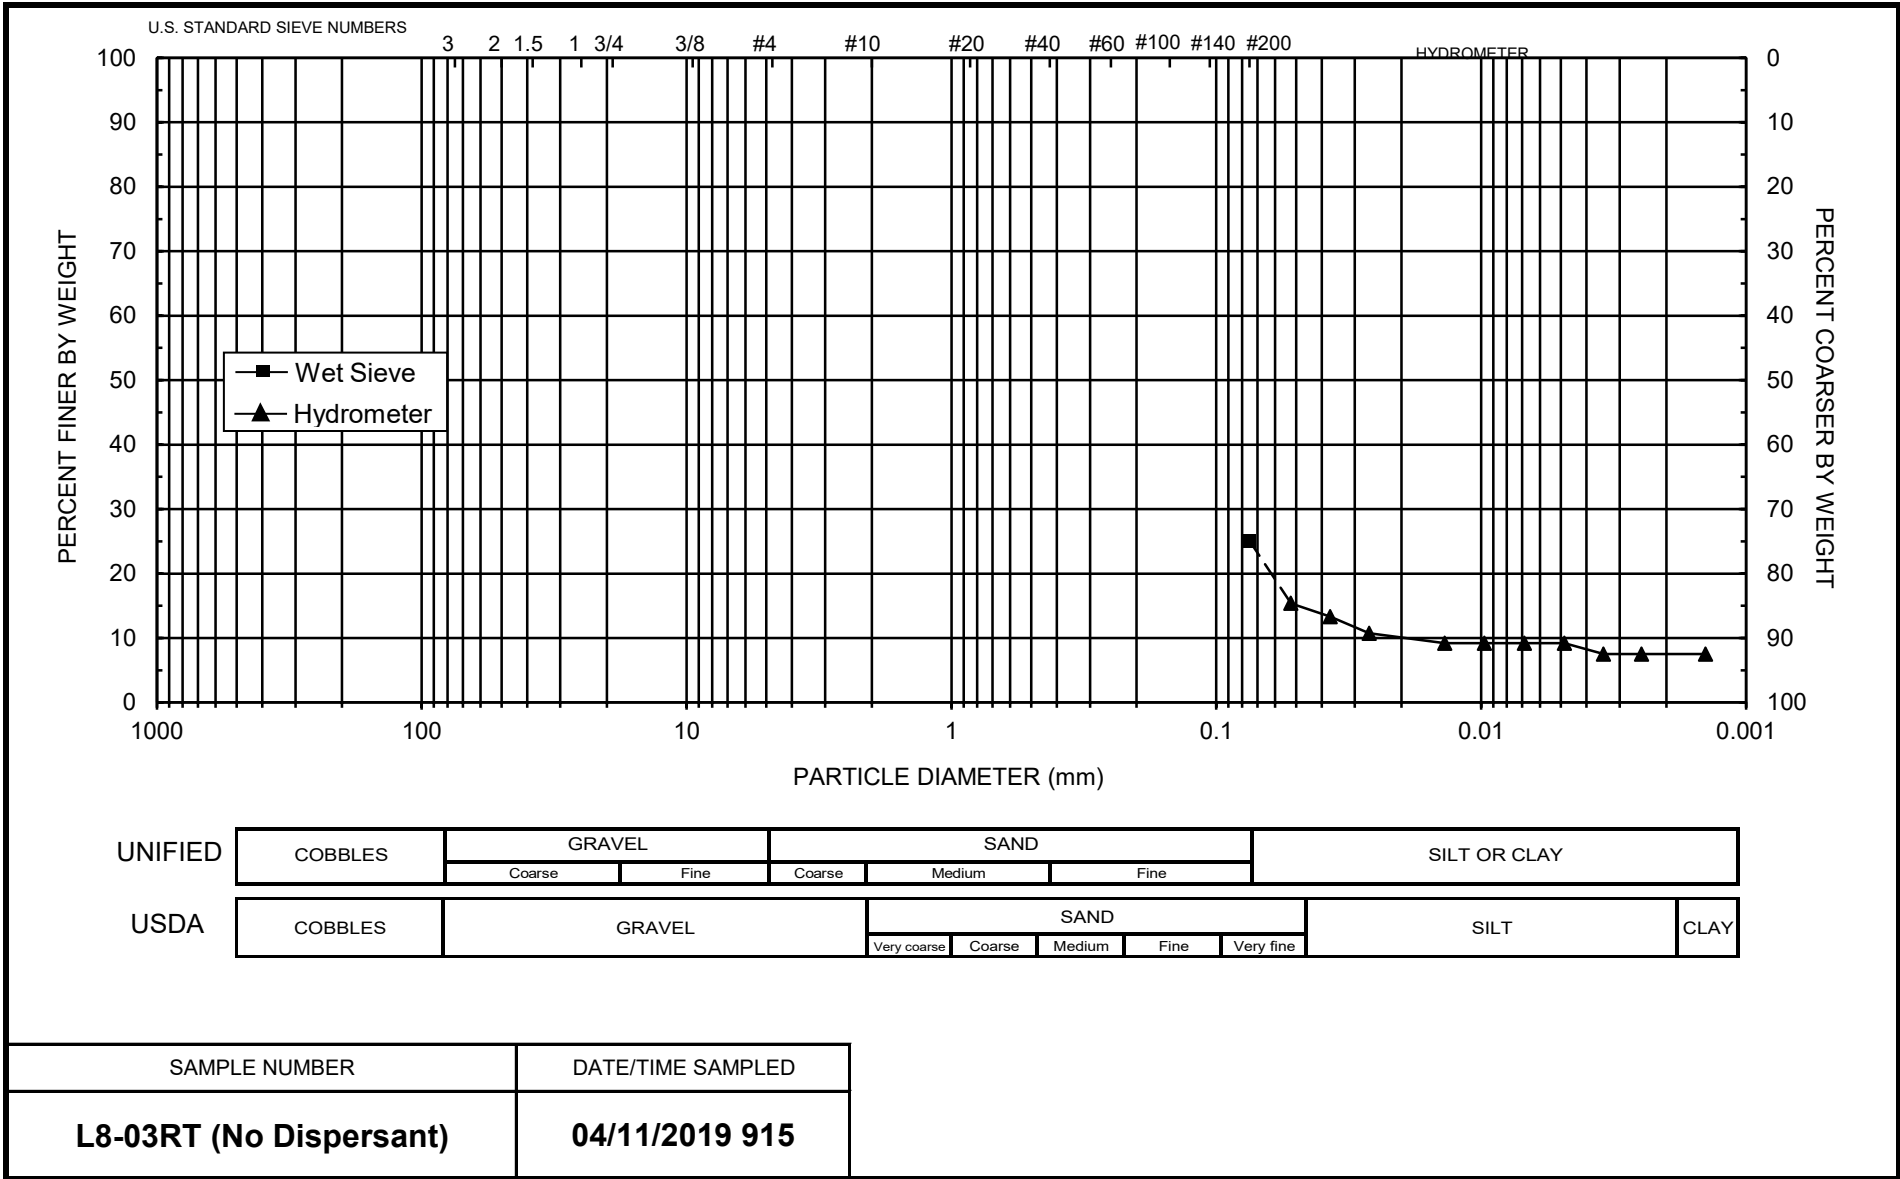 U.S. STANDARD SIEVE NUMBERS
3 2 1.5 1 3/4 3/8 #4 #10 #20 #40 #60 #100 #140 #200
HYDROMETER
100 0
90 10
80 20
70 30
60 40
50 50
40 60
30 70
20 80
10 90
0 100
PERCENT FINER BY WEIGHT
PERCENT COARSER BY WEIGHT
Wet Sieve
Hydrometer
1000 100 10 1 0.1 0.01 0.001
PARTICLE DIAMETER (mm)
UNIFIED
COBBLES
GRAVEL
SAND
SILT OR CLAY
Coarse Fine Coarse Medium Fine
USDA
COBBLES
GRAVEL
SAND
SILT
CLAY
Very coarse Coarse Medium Fine Very fine
SAMPLE NUMBER
DATE/TIME SAMPLED
L8-03RT (No Dispersant)
04/11/2019 915